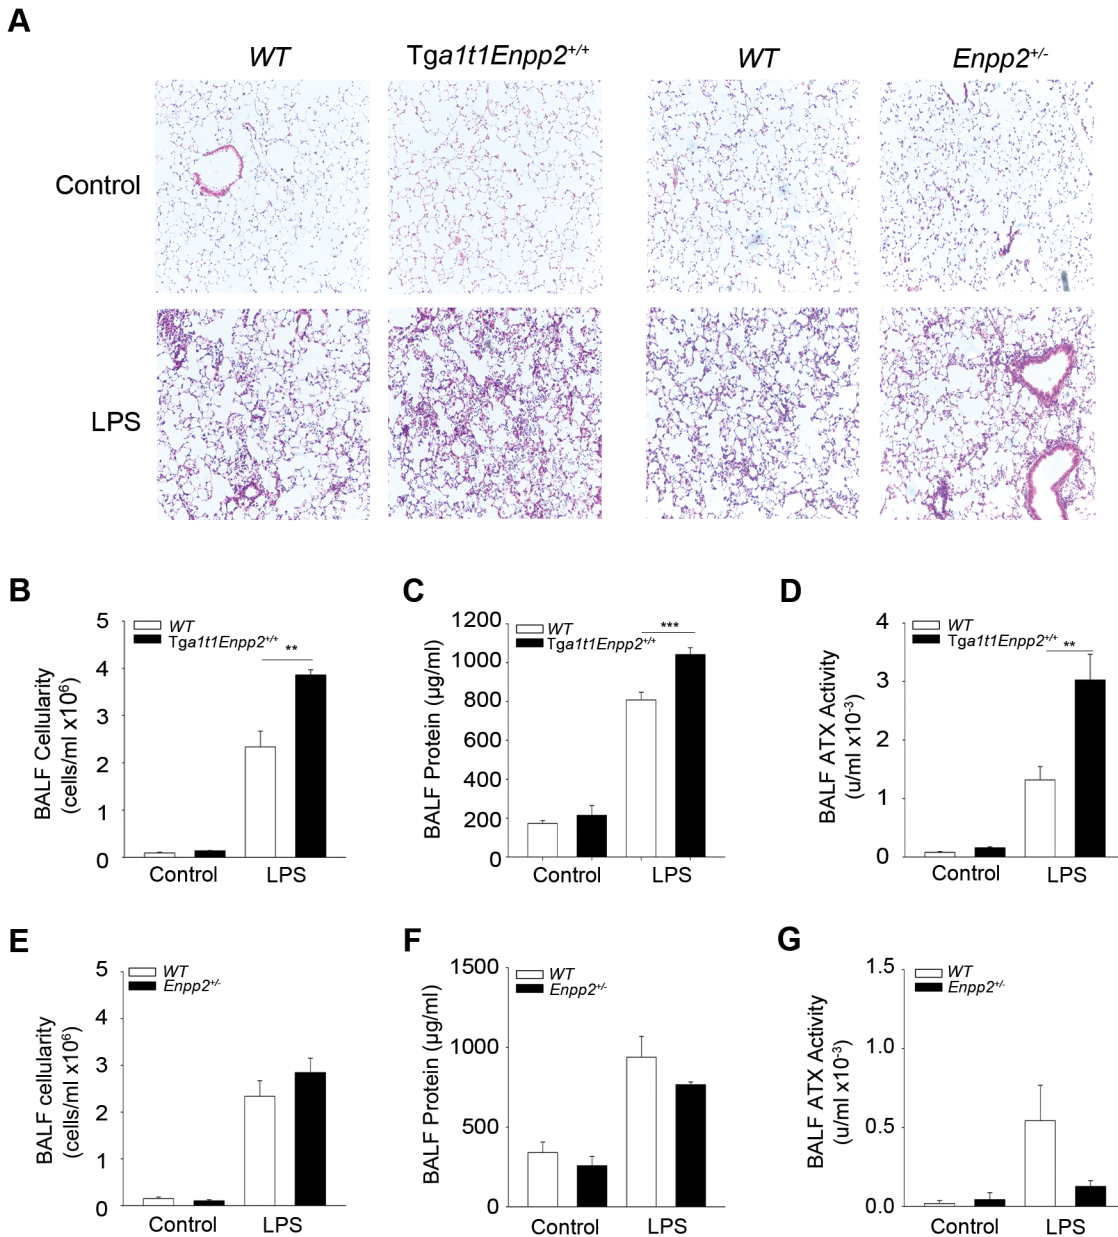 A
WT
Tga1t1Enpp2+/+
WT
Enpp2+/-
Control
LPS
B
BALF Cellularity
(cells/ml x10⁶)
5
4
3
2
1
0
WT
Tga1t1Enpp2+/+
**
Control
LPS
C
BALF Protein (µg/ml)
1200
1000
800
600
400
200
0
WT
Tga1t1Enpp2+/+
***
Control
LPS
D
BALF ATX Activity
(u/ml x10⁻³)
4
3
2
1
0
WT
Tga1t1Enpp2+/+
**
Control
LPS
E
BALF cellularity
(cells/ml x10⁶)
5
4
3
2
1
0
WT
Enpp2+/-
Control
LPS
F
BALF Protein (µg/ml)
1500
1000
500
0
WT
Enpp2+/-
Control
LPS
G
BALF ATX Activity
(u/ml x10⁻³)
1.5
1.0
0.5
0.0
WT
Enpp2+/-
Control
LPS